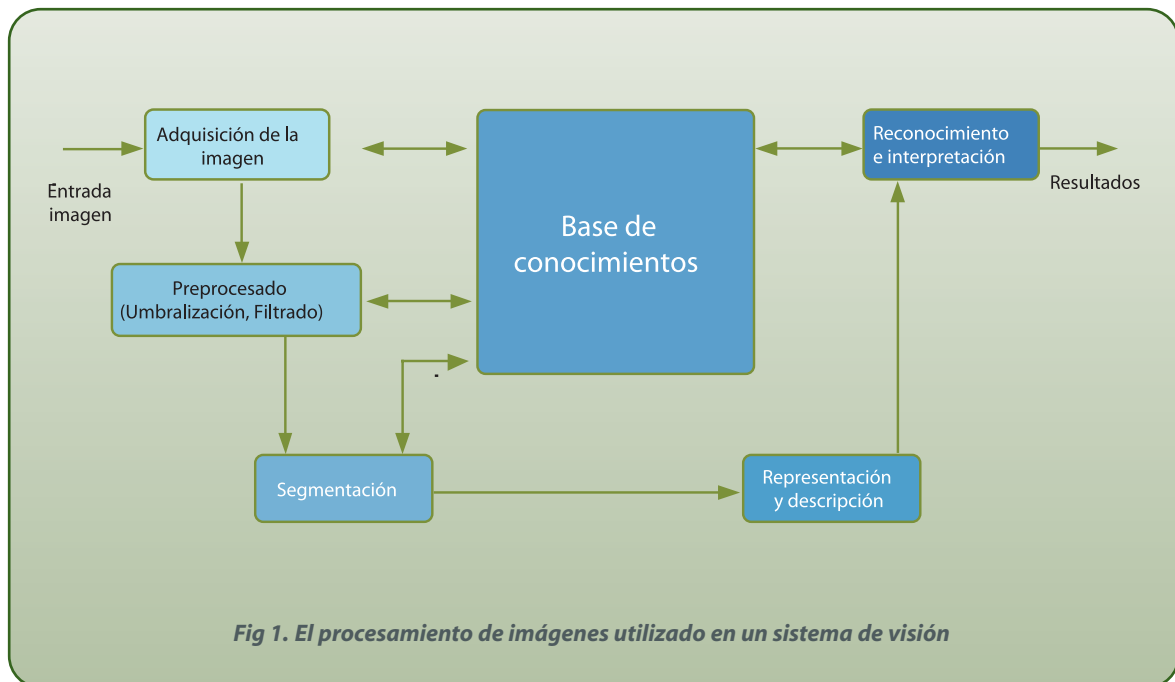 Adquisición de la
imagen
Entrada
imagen
Preprocesado
(Umbralización, Filtrado)
Segmentación
Base de
conocimientos
Representación
y descripción
Reconocimiento
e interpretación
Resultados
Fig 1. El procesamiento de imágenes utilizado en un sistema de visión